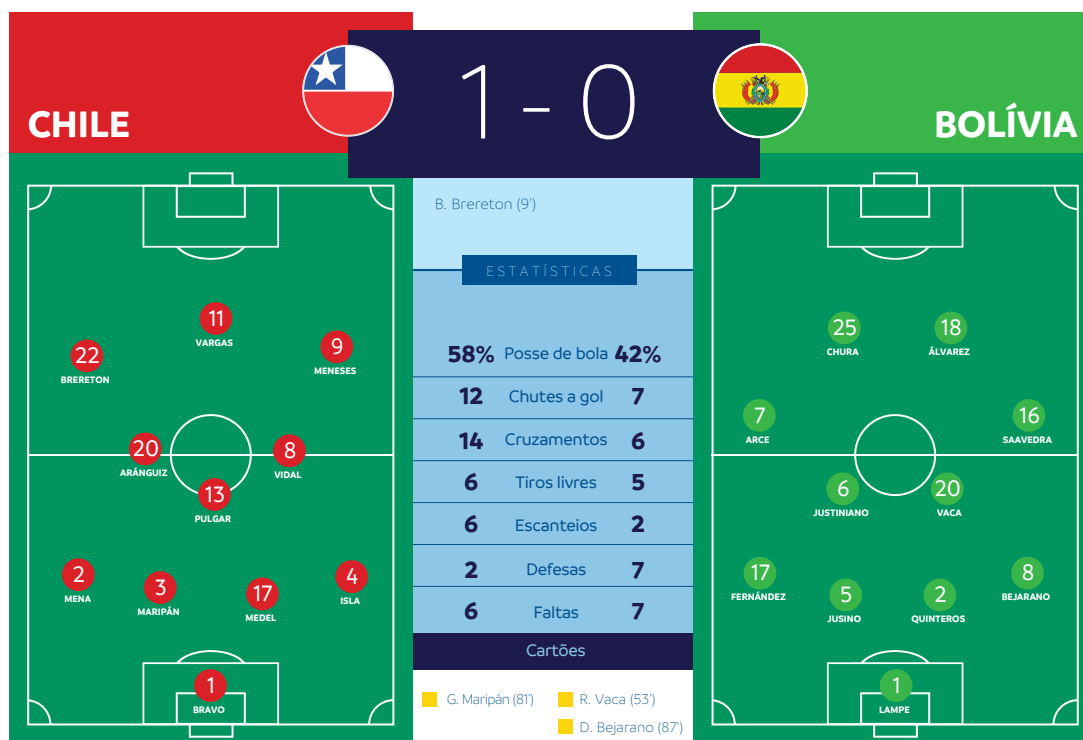 CHILE
1 - 0
BOLÍVIA
B. Brereton (9')
ESTATÍSTICAS
58% Posse de bola 42%
12 Chutes a gol 7
14 Cruzamentos 6
6 Tiros livres 5
6 Escanteios 2
2 Defesas 7
6 Faltas 7
Cartões
G. Maripán (81')
R. Vaca (53')
D. Bejarano (87')
11
VARGAS
22
BRERETON
9
MENESES
20
ARÁNGUIZ
8
VIDAL
13
PULGAR
2
MENA
3
MARIPÁN
17
MEDEL
4
ISLA
1
BRAVO
25
CHURA
18
ÁLVAREZ
7
ARCE
16
SAAVEDRA
6
JUSTINIANO
20
VACA
17
FERNÁNDEZ
5
JUSINO
2
QUINTEROS
8
BEJARANO
1
LAMPE